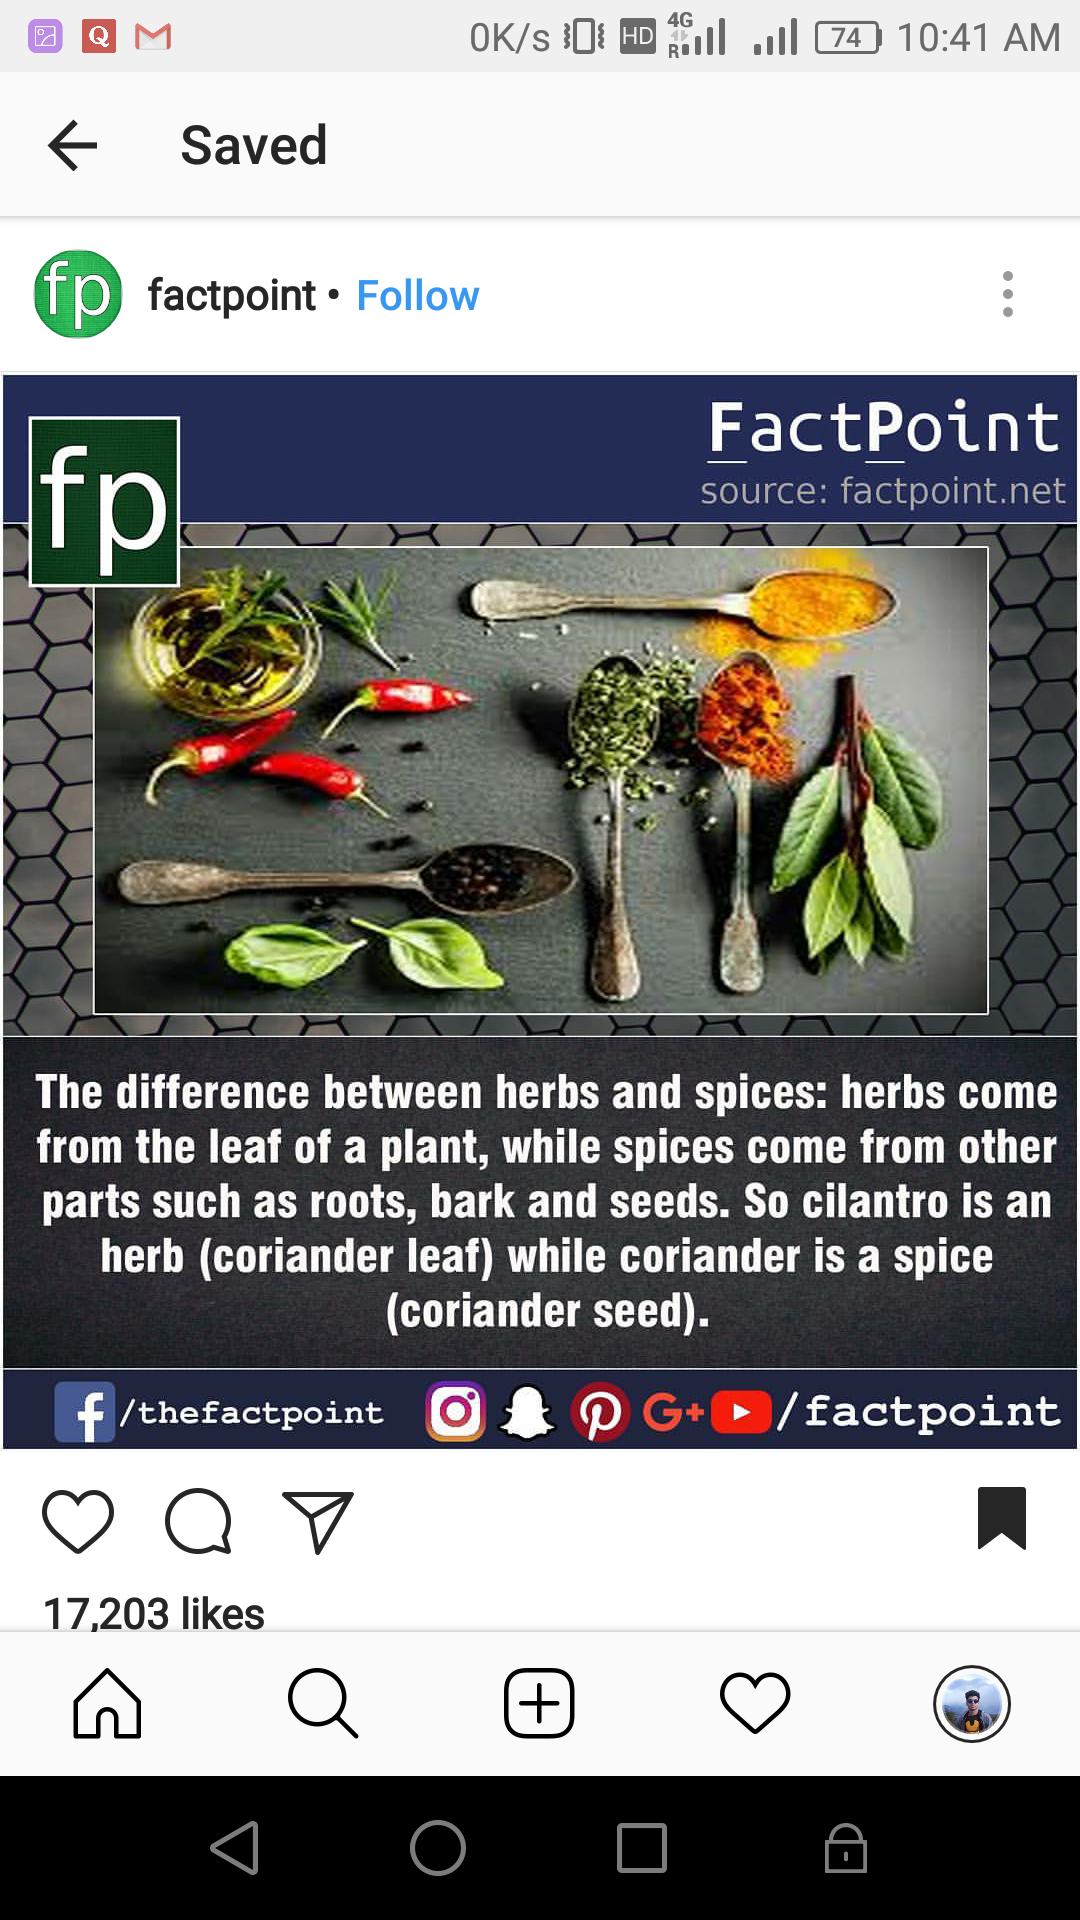 0K/s HD 4G R 74 10:41 AM
Saved
fp factpoint • Follow
FactPoint
source: factpoint.net
fp
The difference between herbs and spices: herbs come
from the leaf of a plant, while spices come from other
parts such as roots, bark and seeds. So cilantro is an
herb (coriander leaf) while coriander is a spice
(coriander seed).
f/thefactpoint G+ /factpoint
17,203 likes